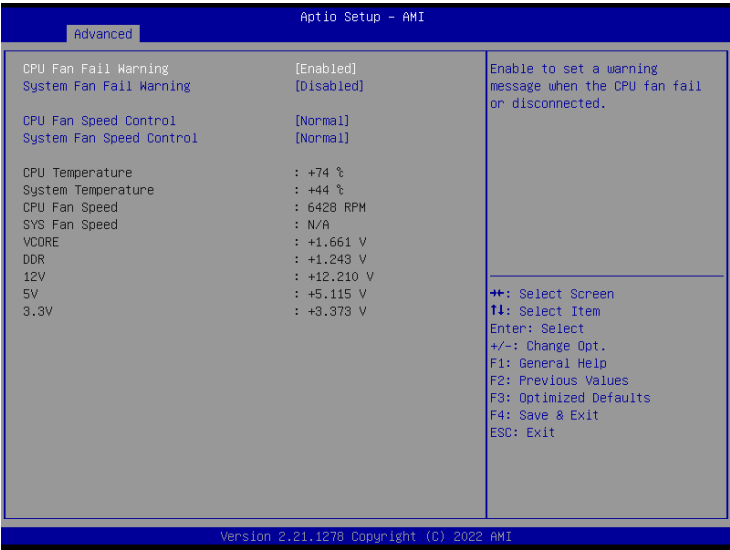 Aptio Setup – AMI
Advanced
CPU Fan Fail Warning [Enabled]
System Fan Fail Warning [Disabled]
CPU Fan Speed Control [Normal]
System Fan Speed Control [Normal]
CPU Temperature : +74 ℃
System Temperature : +44 ℃
CPU Fan Speed : 6428 RPM
SYS Fan Speed : N/A
VCORE : +1.661 V
DDR : +1.243 V
12V : +12.210 V
5V : +5.115 V
3.3V : +3.373 V
Enable to set a warning
message when the CPU fan fail
or disconnected.
→←: Select Screen
↑↓: Select Item
Enter: Select
+/-: Change Opt.
F1: General Help
F2: Previous Values
F3: Optimized Defaults
F4: Save & Exit
ESC: Exit
Version 2.21.1278 Copyright (C) 2022 AMI